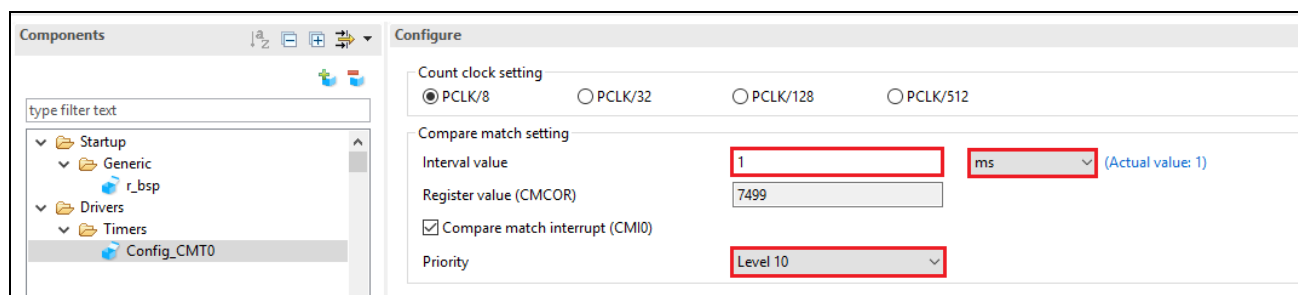 Components
Configure
type filter text
Startup
Generic
r_bsp
Drivers
Timers
Config_CMT0
Count clock setting
PCLK/8 PCLK/32 PCLK/128 PCLK/512
Compare match setting
Interval value 1 ms (Actual value: 1)
Register value (CMCOR) 7499
Compare match interrupt (CMI0)
Priority Level 10